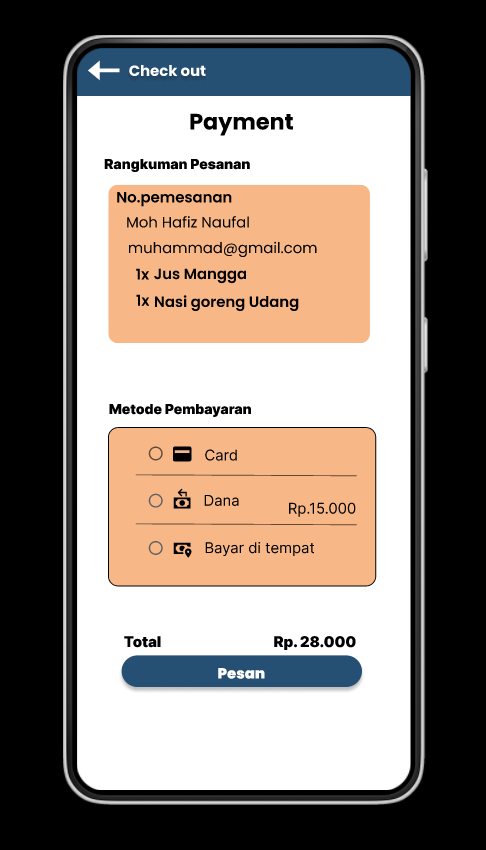 Check out
Payment
Rangkuman Pesanan
No.pemesanan
Moh Hafiz Naufal
muhammad@gmail.com
1x Jus Mangga
1x Nasi goreng Udang
Metode Pembayaran
Card
Dana
Rp.15.000
Bayar di tempat
Total Rp. 28.000
Pesan